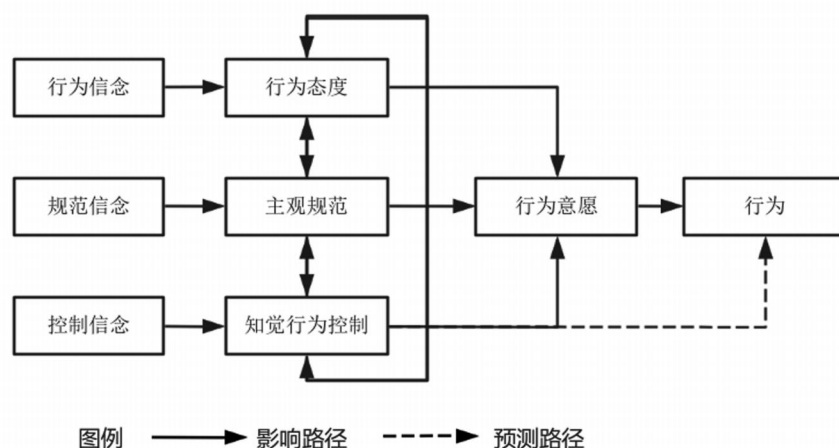 行为信念 行为态度
规范信念 主观规范 行为意愿 行为
控制信念 知觉行为控制
图例 影响路径 预测路径